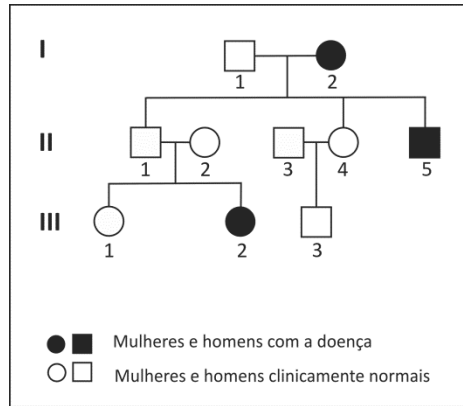 I
1 2
II
1 2 3 4 5
III
1 2 3
Mulheres e homens com a doença
Mulheres e homens clinicamente normais